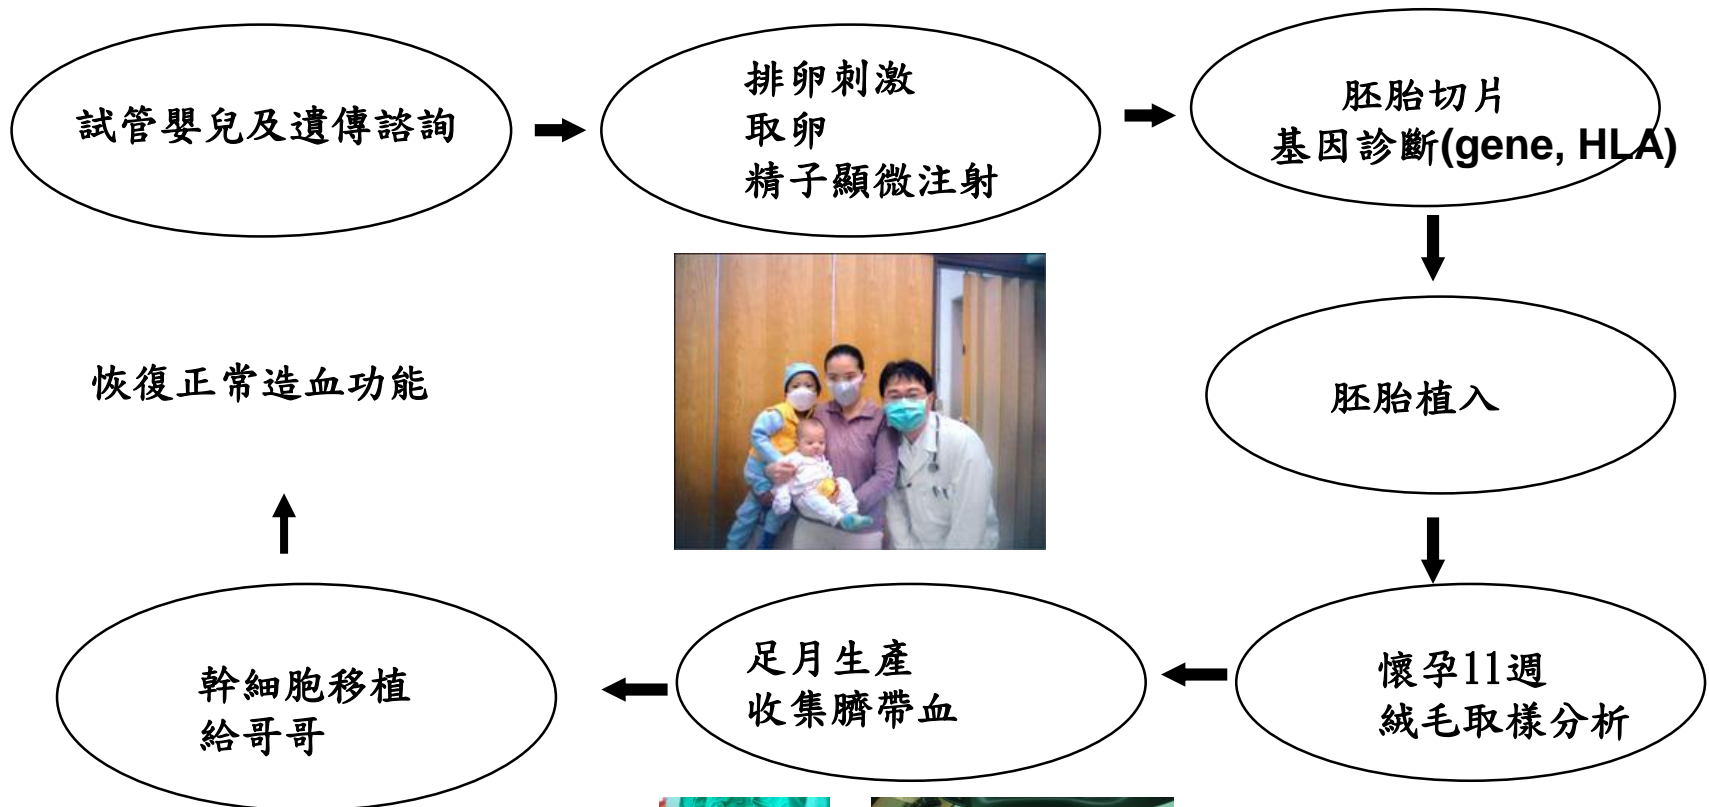 試管嬰兒及遺傳諮詢
排卵刺激
取卵
精子顯微注射
胚胎切片
基因診斷(gene, HLA)
胚胎植入
懷孕11週
絨毛取樣分析
足月生產
收集臍帶血
幹細胞移植
給哥哥
恢復正常造血功能